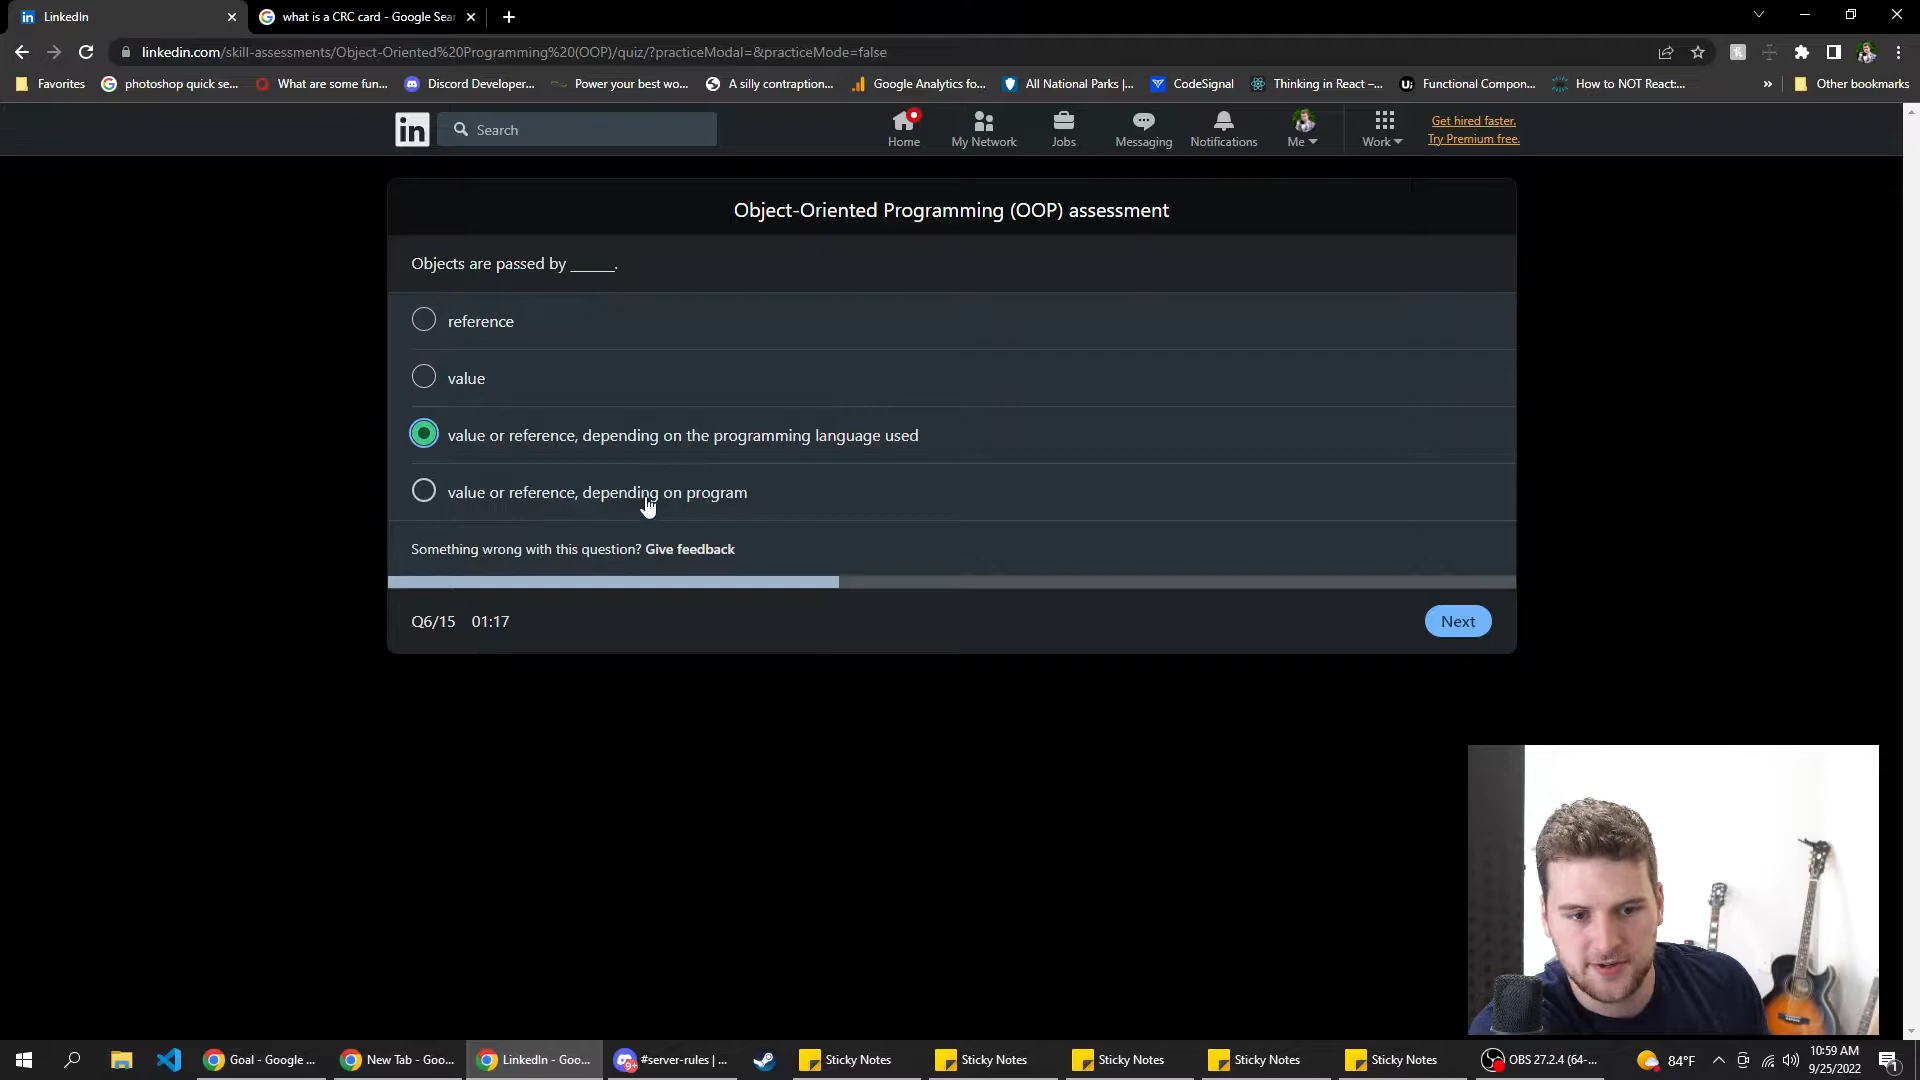 LinkedIn
what is a CRC card - Google Sear
linkedin.com/skill-assessments/Object-Oriented%20Programming%20(OOP)/quiz/?practiceModal=&practiceMode=false
Favorites
photoshop quick se...
What are some fun...
Discord Developer...
Power your best wo...
A silly contraption...
Google Analytics fo...
All National Parks |...
CodeSignal
Thinking in React –...
Functional Compon...
How to NOT React:...
»
Other bookmarks
in
Search
Home
My Network
Jobs
Messaging
Notifications
Me
Work
Get hired faster.
Try Premium free.
Object-Oriented Programming (OOP) assessment
Objects are passed by ______.
reference
value
value or reference, depending on the programming language used
value or reference, depending on program
Something wrong with this question? Give feedback
Q6/15 01:17
Next
Goal - Google ...
New Tab - Goo...
LinkedIn - Goo...
#server-rules | ...
Sticky Notes
Sticky Notes
Sticky Notes
Sticky Notes
Sticky Notes
OBS 27.2.4 (64-...
84°F
10:59 AM
9/25/2022